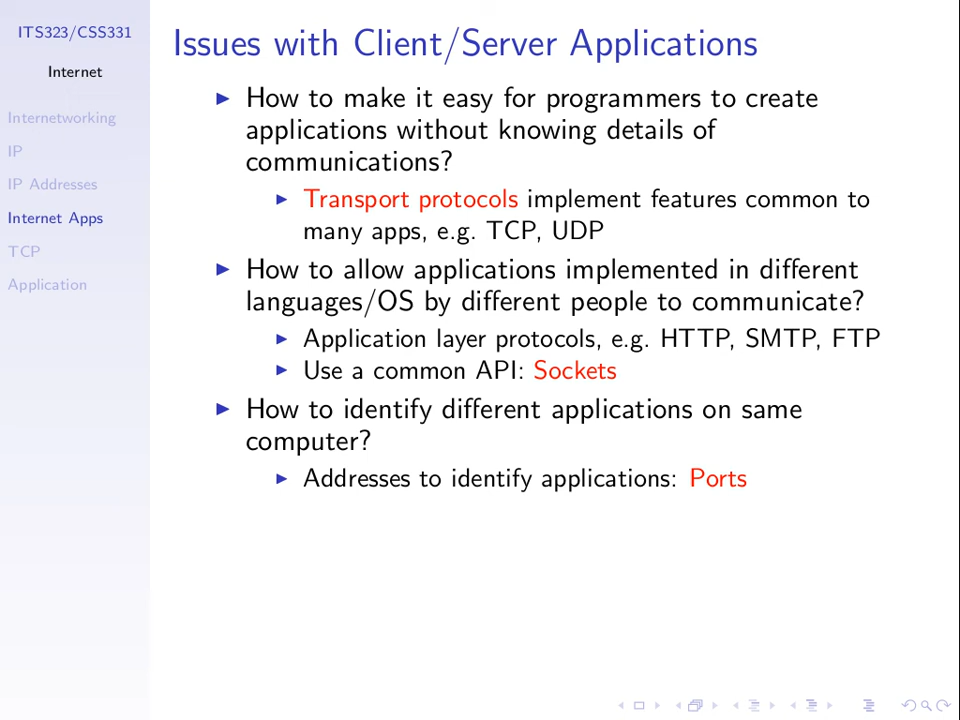 ITS323/CSS331
Internet
Internetworking
IP
IP Addresses
Internet Apps
TCP
Application
Issues with Client/Server Applications
How to make it easy for programmers to create
applications without knowing details of
communications?
Transport protocols implement features common to
many apps, e.g. TCP, UDP
How to allow applications implemented in different
languages/OS by different people to communicate?
Application layer protocols, e.g. HTTP, SMTP, FTP
Use a common API: Sockets
How to identify different applications on same
computer?
Addresses to identify applications: Ports